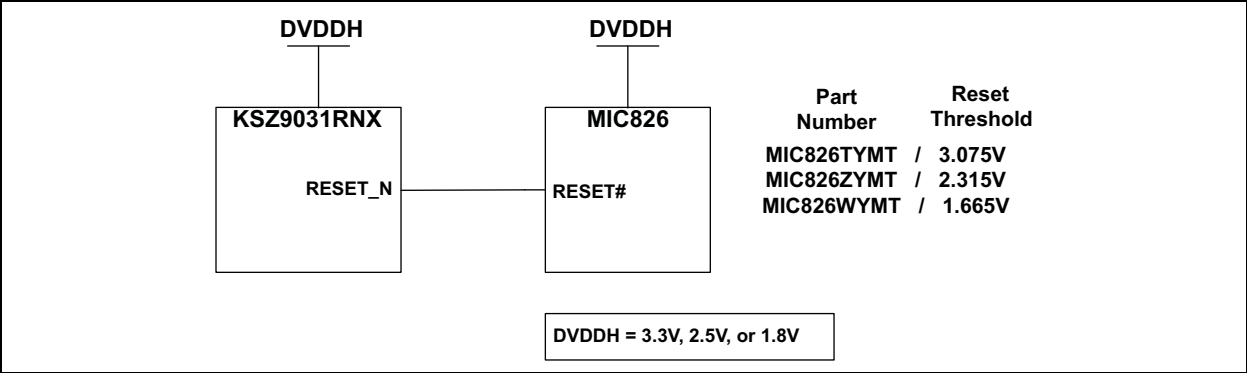 DVDDH
DVDDH
KSZ9031RNX
RESET_N
MIC826
RESET#
Part Number
Reset Threshold
MIC826TYMT / 3.075V
MIC826ZYMT / 2.315V
MIC826WYMT / 1.665V
DVDDH = 3.3V, 2.5V, or 1.8V